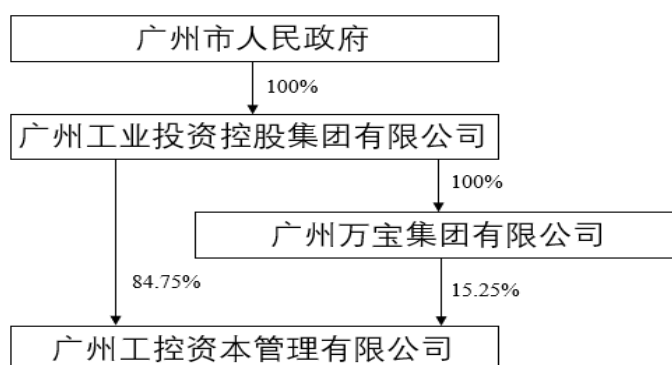 广州市人民政府
100%
广州工业投资控股集团有限公司
100%
广州万宝集团有限公司
84.75%
15.25%
广州工控资本管理有限公司